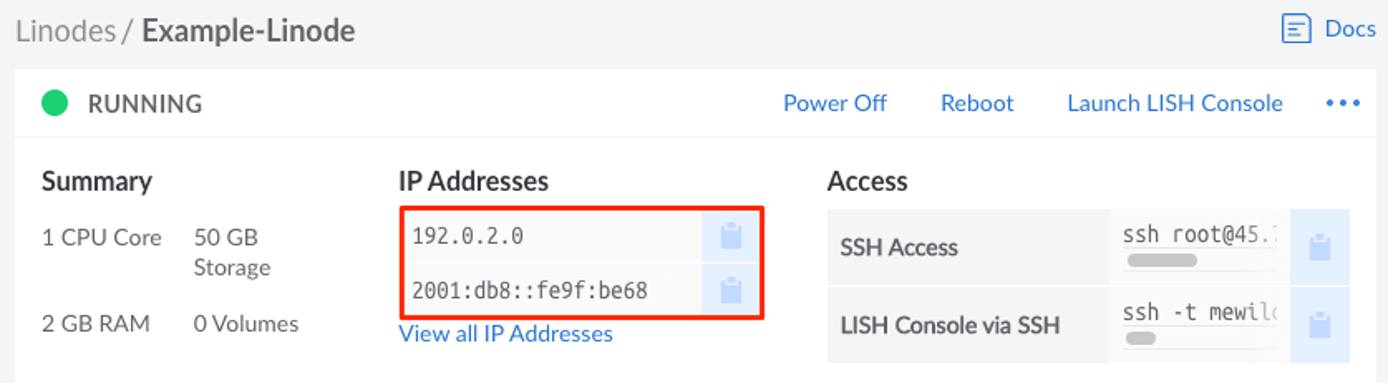 Linodes / Example-Linode
Docs
RUNNING
Power Off
Reboot
Launch LISH Console
Summary
1 CPU Core
50 GB Storage
2 GB RAM
0 Volumes
IP Addresses
192.0.2.0
2001:db8::fe9f:be68
View all IP Addresses
Access
SSH Access
ssh root@45.
LISH Console via SSH
ssh -t mewil